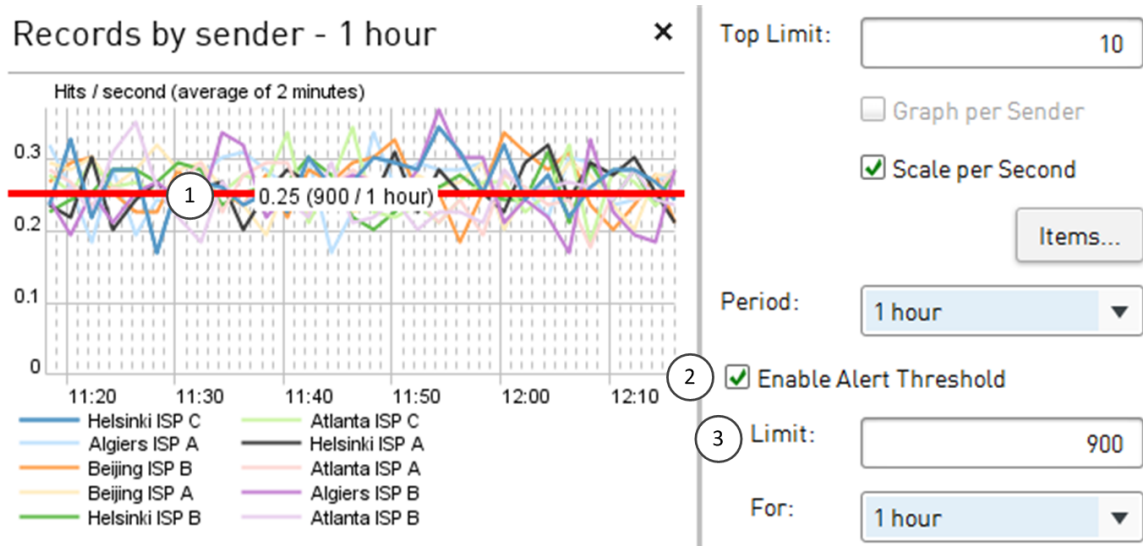 Records by sender - 1 hour
Hits / second (average of 2 minutes)
0.3
0.2
0.1
0
1
0.25 (900 / 1 hour)
11:20 11:30 11:40 11:50 12:00 12:10
Helsinki ISP C Atlanta ISP C
Algiers ISP A Helsinki ISP A
Beijing ISP B Atlanta ISP A
Beijing ISP A Algiers ISP B
Helsinki ISP B Atlanta ISP B
Top Limit: 10
Graph per Sender
Scale per Second
Items...
Period: 1 hour
2 Enable Alert Threshold
3 Limit: 900
For: 1 hour